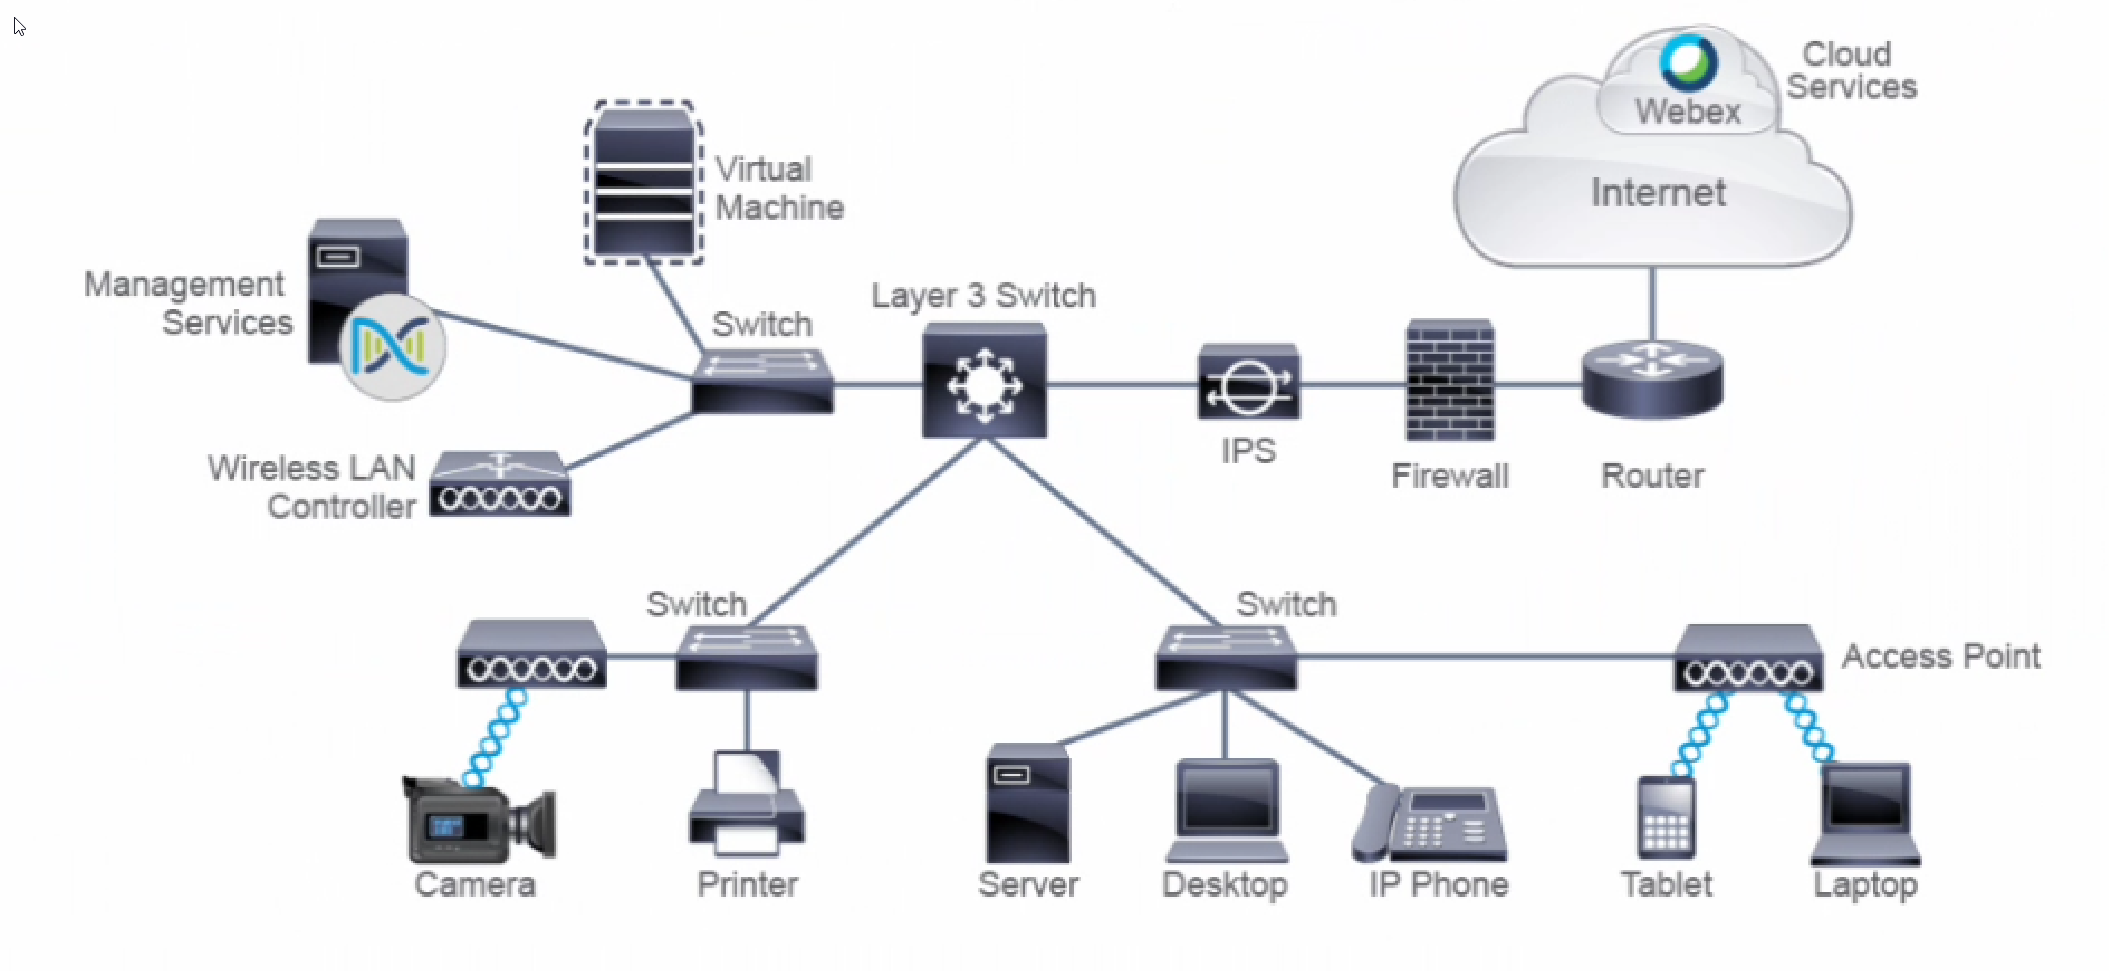 Cloud
Services
Webex
Internet
Virtual
Machine
Management
Services
Layer 3 Switch
Switch
IPS
Firewall
Router
Wireless LAN
Controller
Switch
Switch
Access Point
Camera
Printer
Server
Desktop
IP Phone
Tablet
Laptop